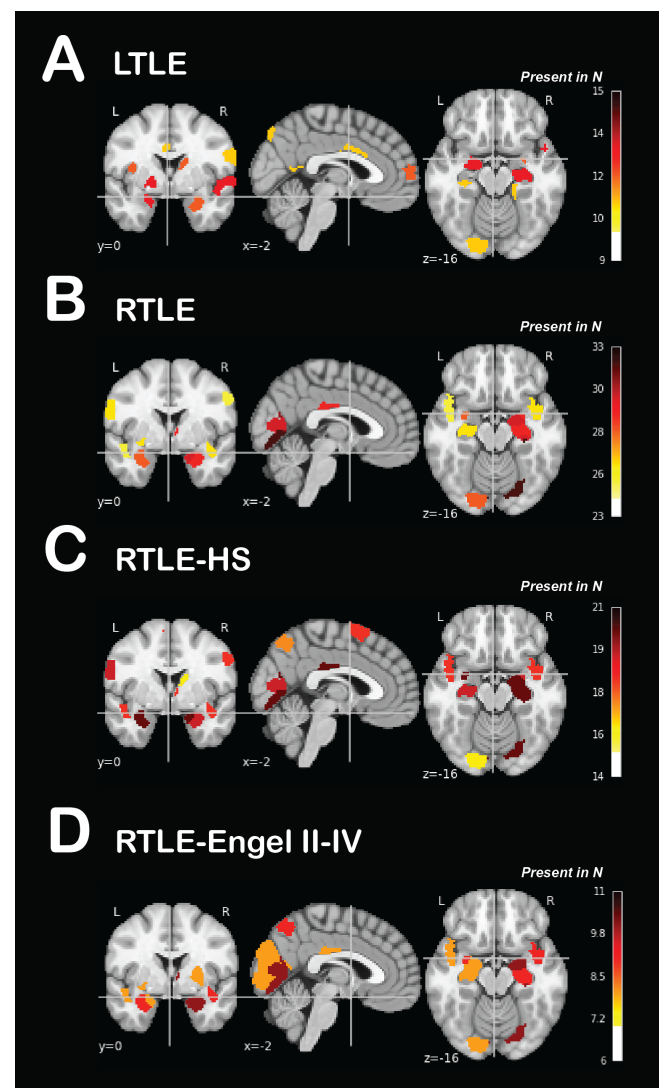 A LTLE
Present in N
L R L R
15
14
12
10
9
y=0 x=-2 z=-16
B RTLE
Present in N
L R L R
33
30
28
26
23
y=0 x=-2 z=-16
C RTLE-HS
Present in N
L R L R
21
19
18
16
14
y=0 x=-2 z=-16
D RTLE-Engel II-IV
Present in N
L R L R
11
9.8
8.5
7.2
6
y=0 x=-2 z=-16